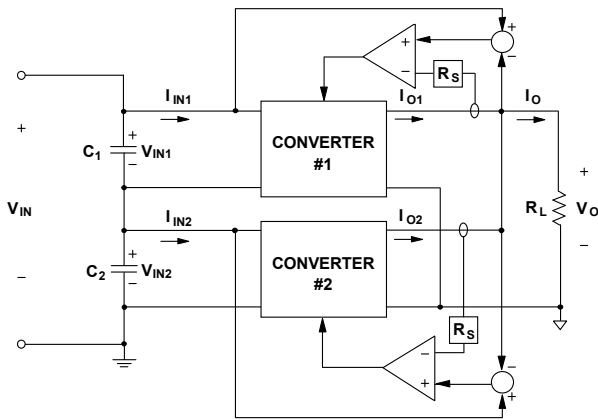 +
−
+
−
R_S
I_IN1
I_O1
I_O
CONVERTER
#1
+
C_1
V_IN1
−
+
V_IN
−
I_IN2
I_O2
R_L
+
V_O
−
CONVERTER
#2
+
C_2
V_IN2
−
R_S
−
+
−
+